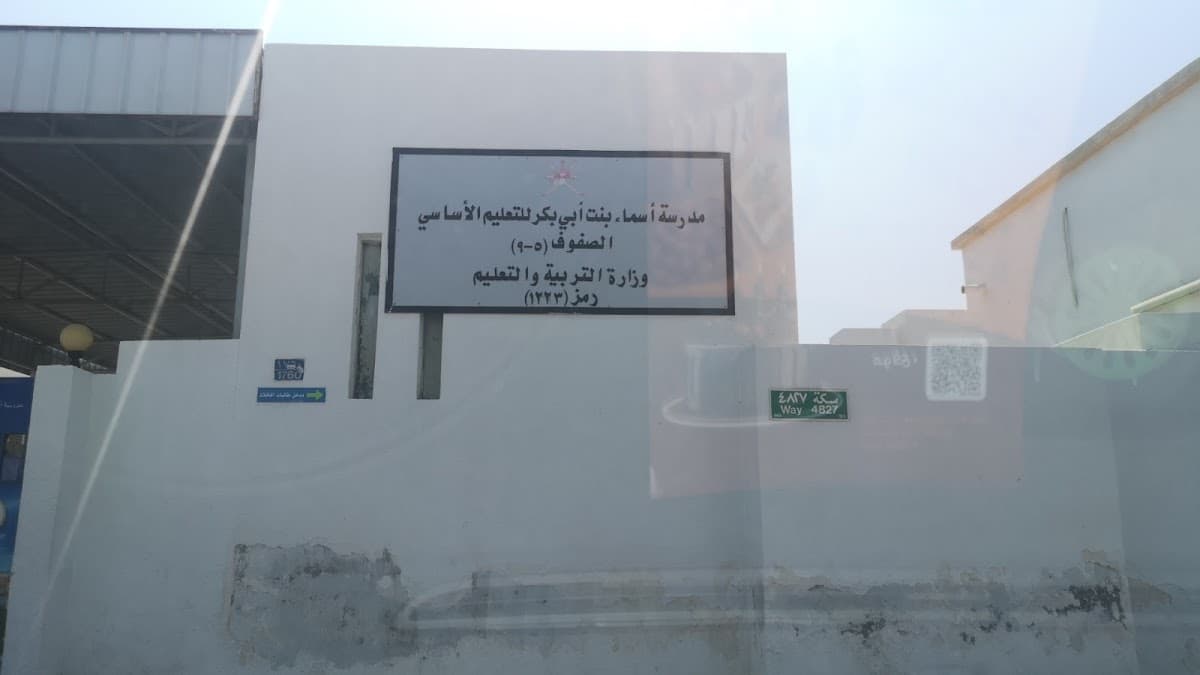 مدرسة أسماء بنت أبي بكر للتعليم الأساسي
الصفوف (٥-٩)
وزارة التربية والتعليم
رمز (١٢٢٣)
سكة ٤٨٢٧
Way 4827